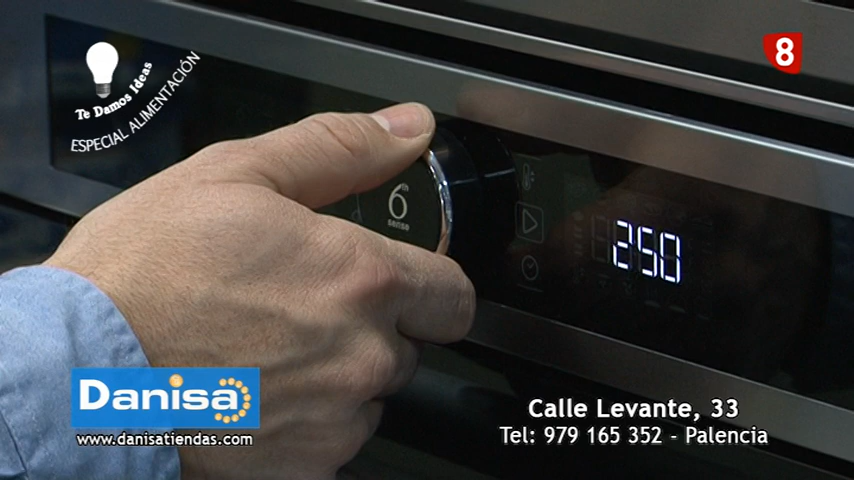 Te Damos Ideas
ESPECIAL ALIMENTACIÓN
8
6th
sense
250
Danisa
www.danisatiendas.com
Calle Levante, 33
Tel: 979 165 352 - Palencia